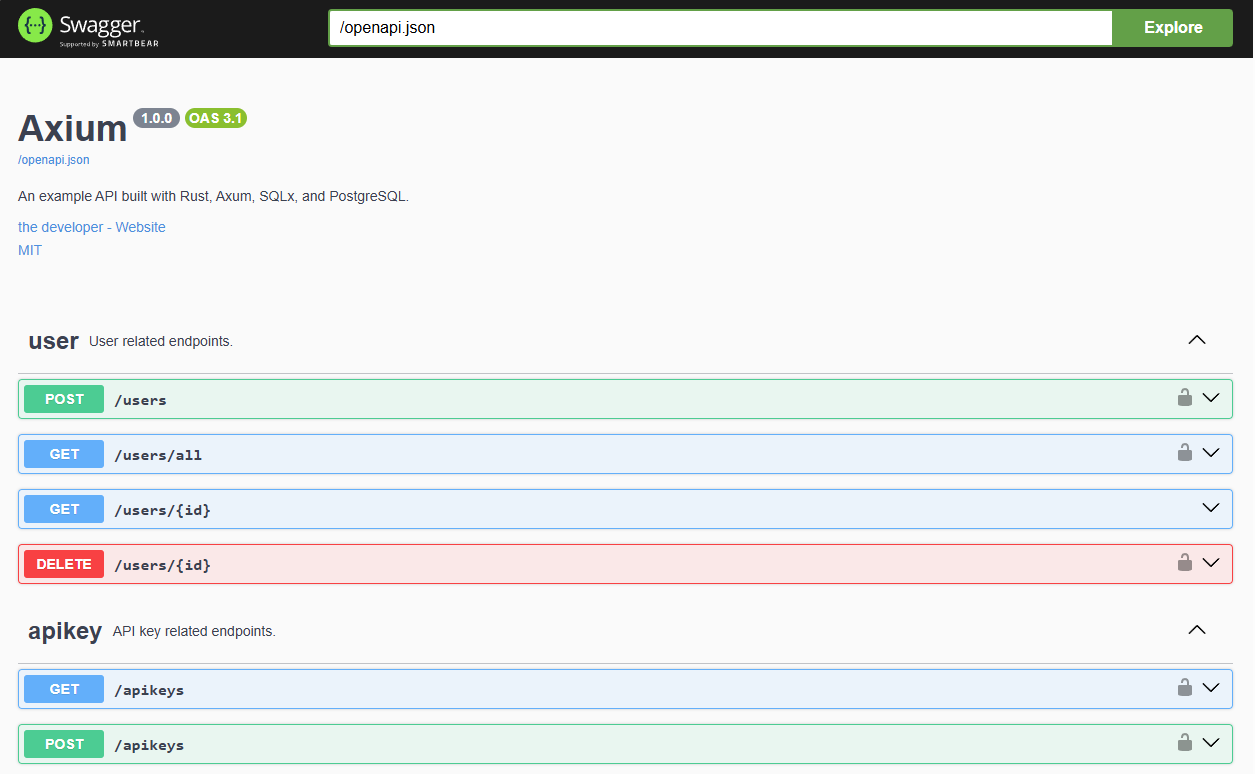 Swagger.
Supported by SMARTBEAR
/openapi.json
Explore
Axium 1.0.0 OAS 3.1
/openapi.json
An example API built with Rust, Axum, SQLx, and PostgreSQL.
the developer - Website
MIT
user User related endpoints.
POST /users
GET /users/all
GET /users/{id}
DELETE /users/{id}
apikey API key related endpoints.
GET /apikeys
POST /apikeys